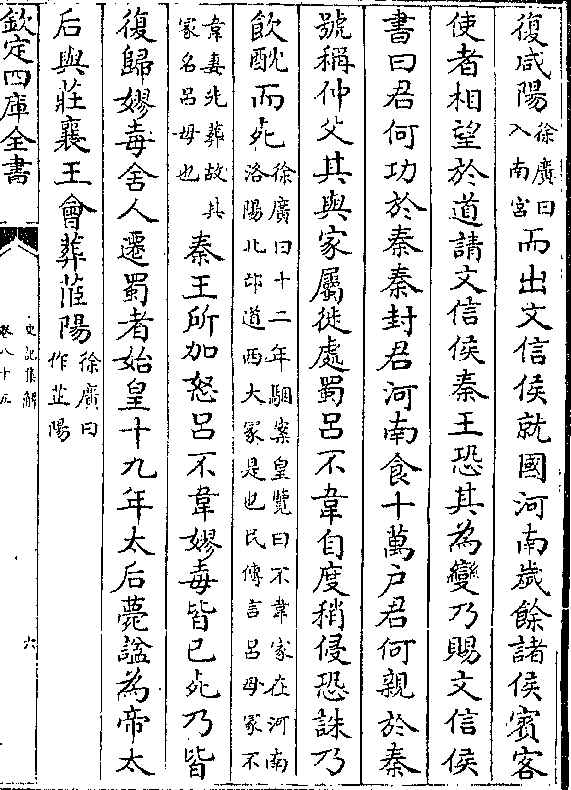 復咸陽徐廣曰入南宮而出文信侯就國河南歲餘諸侯賓客
使者相望於道請文信侯秦王恐其為變乃賜文信侯
書曰君何功於秦秦封君河南食十萬户君何親於秦
號稱仲父其與家屬徙處蜀吕不韋自度稍侵恐誅乃
飲酖而死徐廣曰十二年駰案皇覽曰不韋冢在河南洛陽北邙道西大冢是也民傳言吕母冢不
韋妻先葬故其冢名吕母也秦王所加怒吕不韋嫪毐皆已死乃皆
復歸嫪毐舍人遷蜀者始皇十九年太后薨諡為帝太
后與莊襄王會葬茝陽徐廣曰作芷陽
欽定四庫全書
史記集解
卷八十五
六